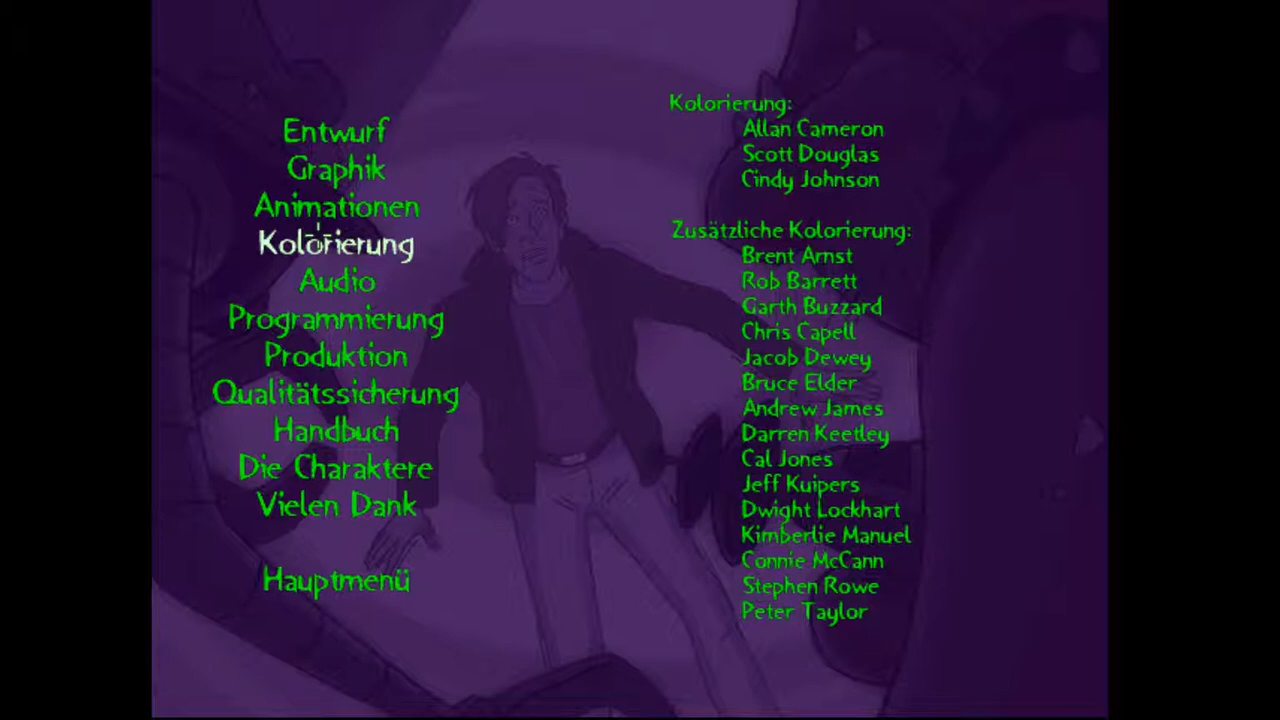 Entwurf
Graphik
Animationen
Kolorierung
Audio
Programmierung
Produktion
Qualitätssicherung
Handbuch
Die Charaktere
Vielen Dank
Hauptmenü
Kolorierung:
Allan Cameron
Scott Douglas
Cindy Johnson
Zusätzliche Kolorierung:
Brent Arnst
Rob Barrett
Garth Buzzard
Chris Capell
Jacob Dewey
Bruce Elder
Andrew James
Darren Keetley
Cal Jones
Jeff Kuipers
Dwight Lockhart
Kimberlie Manuel
Connie McCann
Stephen Rowe
Peter Taylor